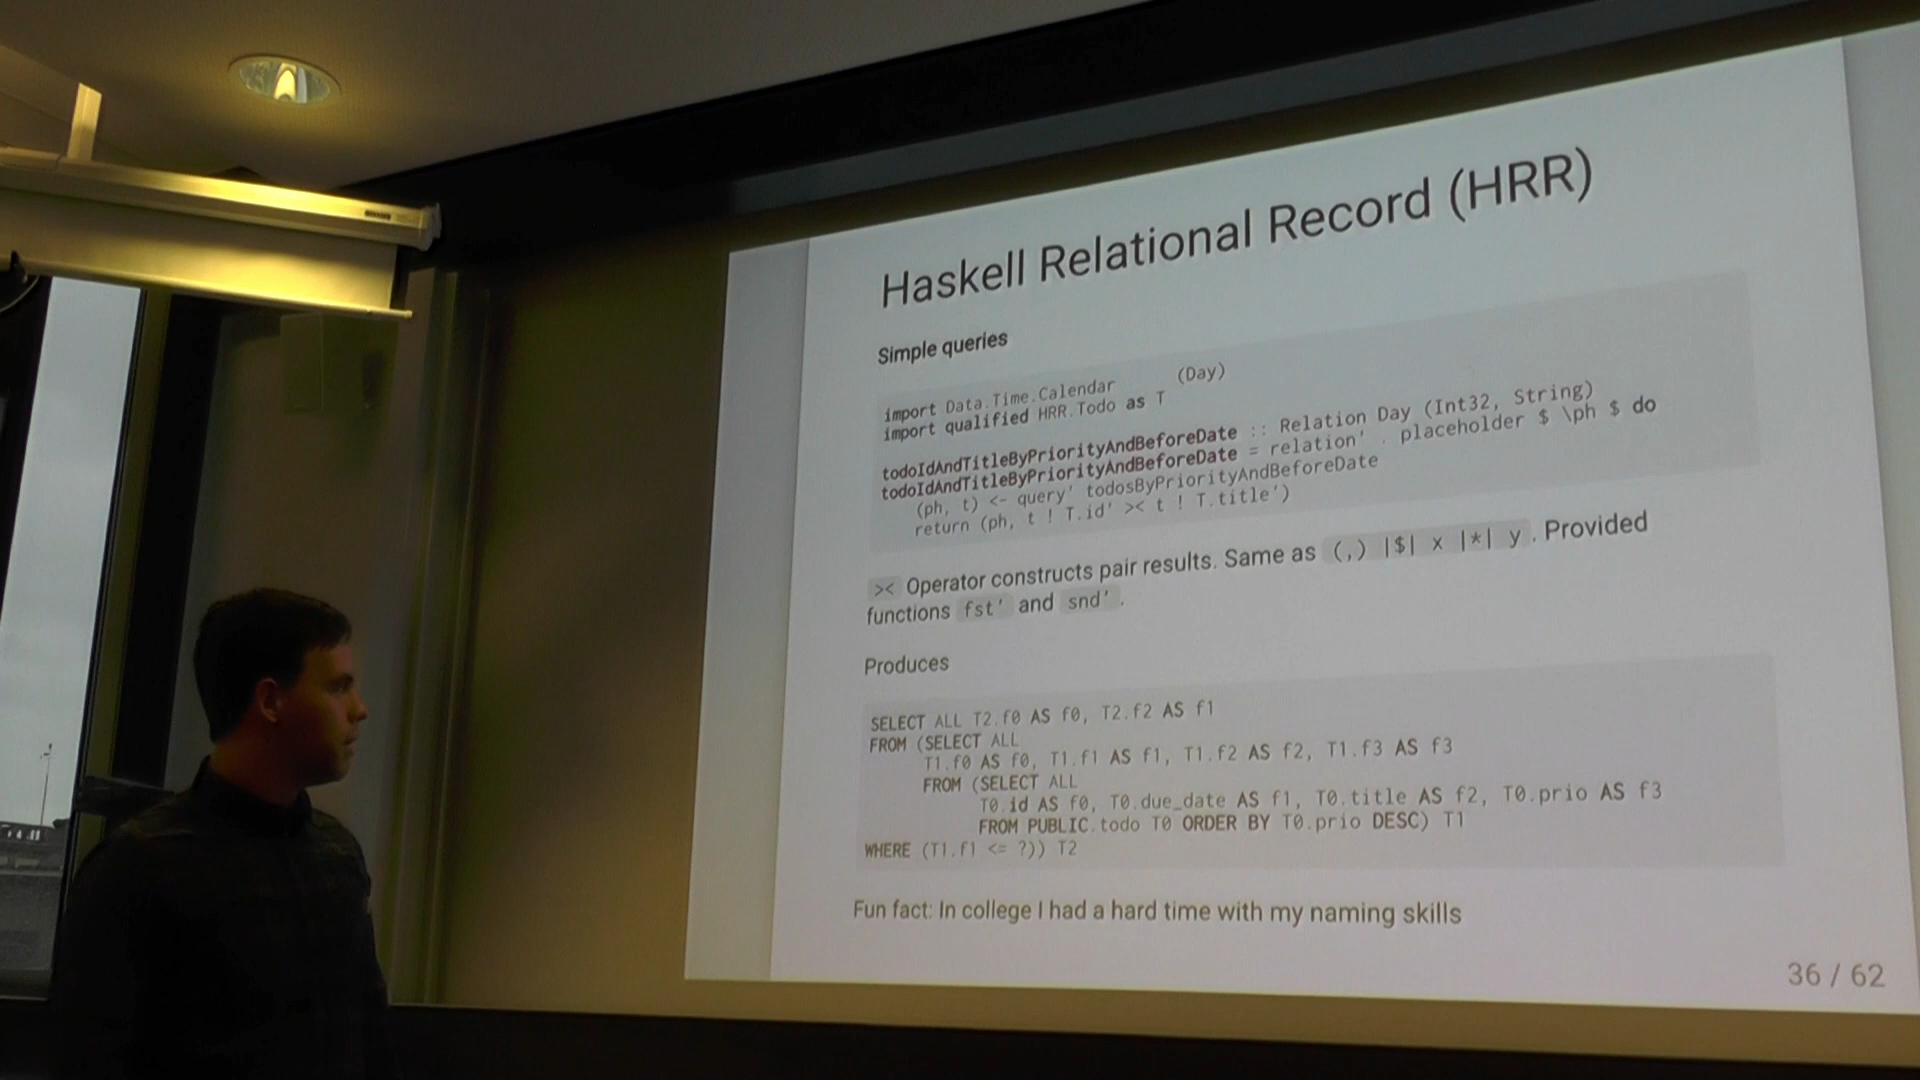 Haskell Relational Record (HRR)
Simple queries
import Data.Time.Calendar (Day)
import qualified HRR.Todo as T
todoIdAndTitleByPriorityAndBeforeDate :: Relation Day (Int32, String)
todoIdAndTitleByPriorityAndBeforeDate = relation' . placeholder $ \ph $ do
(ph, t) <- query' todosByPriorityAndBeforeDate
return (ph, t ! T.id' >< t ! T.title')
>< Operator constructs pair results. Same as (,) |$| x |*| y . Provided
functions fst' and snd' .
Produces
SELECT ALL T2.f0 AS f0, T2.f2 AS f1
FROM (SELECT ALL
T1.f0 AS f0, T1.f1 AS f1, T1.f2 AS f2, T1.f3 AS f3
FROM (SELECT ALL
T0.id AS f0, T0.due_date AS f1, T0.title AS f2, T0.prio AS f3
FROM PUBLIC.todo T0 ORDER BY T0.prio DESC) T1
WHERE (T1.f1 <= ?)) T2
Fun fact: In college I had a hard time with my naming skills
36 / 62